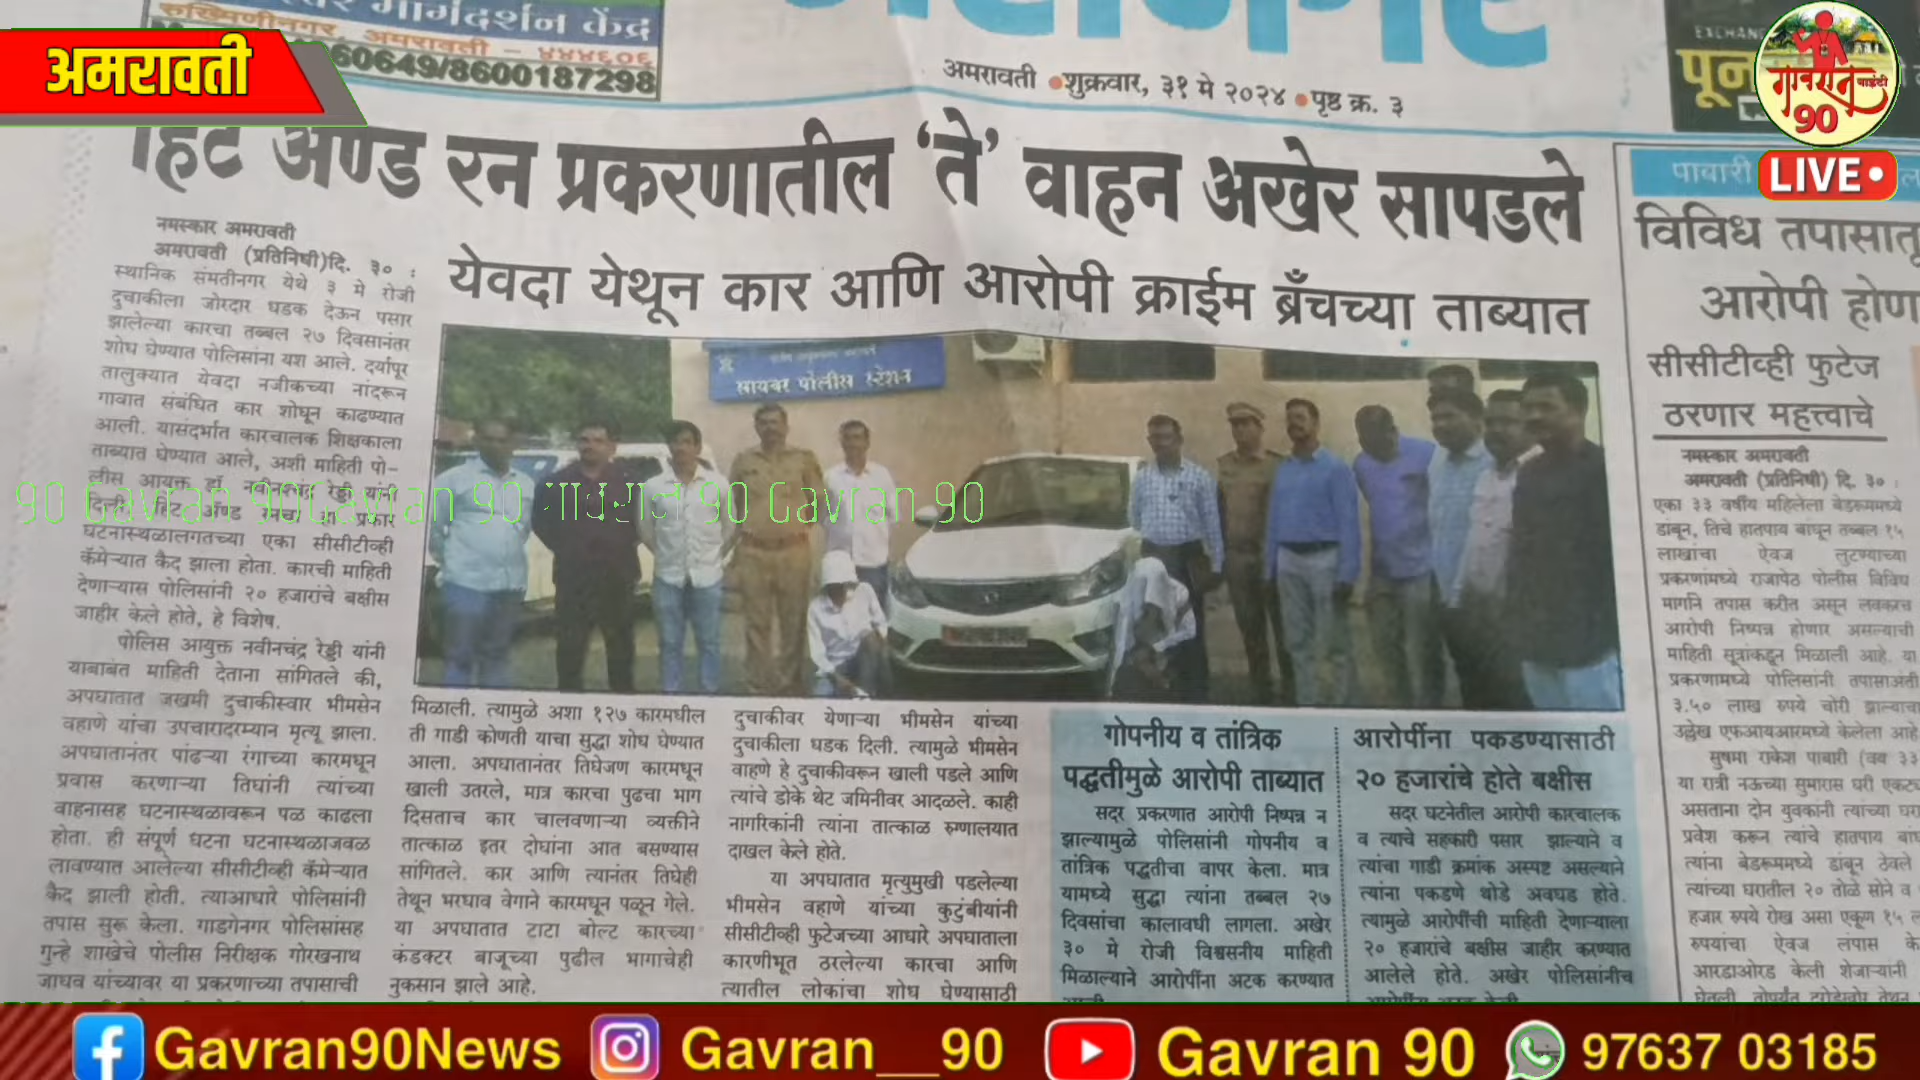 मार्गदर्शन केंद्र
रुख्मिणीनगर, अमरावती - ४४४६०६
60649/8600187298
अमरावती
अमरावती • शुक्रवार, ३१ मे २०२४ • पृष्ठ क्र. ३
गावरान
90
LIVE
हिट अॅण्ड रन प्रकरणातील ‘ते’ वाहन अखेर सापडले
येवदा येथून कार आणि आरोपी क्राईम ब्रँचच्या ताब्यात
नमस्कार अमरावती
अमरावती (प्रतिनिधी)दि. ३० :
स्थानिक संमतीनगर येथे ३ मे रोजी
दुचाकीला जोरदार धडक देऊन पसार
झालेल्या कारचा तब्बल २७ दिवसानंतर
शोध घेण्यात पोलिसांना यश आले. दर्यापूर
तालुक्यात येवदा नजीकच्या नांदरून
गावात संबंधित कार शोधून काढण्यात
आली. यासंदर्भात कारचालक शिक्षकाला
ताब्यात घेण्यात आले, अशी माहिती पो-
लीस आयुक्त डॉ. रेड्डी यांनी
दिली. हिट अॅण्ड रनचा हा प्रकार
घटनास्थळालगतच्या एका सीसीटीव्ही
कॅमेऱ्यात कैद झाला होता. कारची माहिती
देणाऱ्यास पोलिसांनी २० हजारांचे बक्षीस
जाहीर केले होते, हे विशेष.
पोलिस आयुक्त नवीनचंद्र रेड्डी यांनी
याबाबत माहिती देताना सांगितले की,
अपघातात जखमी दुचाकीस्वार भीमसेन
वहाणे यांचा उपचारादरम्यान मृत्यू झाला.
अपघातानंतर पांढऱ्या रंगाच्या कारमधून
प्रवास करणाऱ्या तिघांनी त्यांच्या
वाहनासह घटनास्थळावरून पळ काढला
होता. ही संपूर्ण घटना घटनास्थळाजवळ
लावण्यात आलेल्या सीसीटीव्ही कॅमेऱ्यात
कैद झाली होती. त्याआधारे पोलिसांनी
तपास सुरू केला. गाडगेनगर पोलिसांसह
गुन्हे शाखेचे पोलीस निरीक्षक गोरखनाथ
जाधव यांच्यावर या प्रकरणाच्या तपासाची
सायबर पोलीस स्टेशन
90 Gavran 90Gavran 90 गावरान 90 Gavran 90
मिळाली. त्यामुळे अशा १२७ कारमधील
ती गाडी कोणती याचा सुद्धा शोध घेण्यात
आला. अपघातानंतर तिघेजण कारमधून
खाली उतरले, मात्र कारचा पुढचा भाग
दिसताच कार चालवणाऱ्या व्यक्तीने
तात्काळ इतर दोघांना आत बसण्यास
सांगितले. कार आणि त्यानंतर तिघेही
तेथून भरधाव वेगाने कारमधून पळून गेले.
या अपघातात टाटा बोल्ट कारच्या
कंडक्टर बाजूच्या पुढील भागाचेही
नुकसान झाले आहे.
दुचाकीवर येणाऱ्या भीमसेन यांच्या
दुचाकीला धडक दिली. त्यामुळे भीमसेन
वाहणे हे दुचाकीवरून खाली पडले आणि
त्यांचे डोके थेट जमिनीवर आदळले. काही
नागरिकांनी त्यांना तात्काळ रुग्णालयात
दाखल केले होते.
या अपघातात मृत्युमुखी पडलेल्या
भीमसेन वहाणे यांच्या कुटुंबीयांनी
सीसीटीव्ही फुटेजच्या आधारे अपघाताला
कारणीभूत ठरलेल्या कारचा आणि
त्यातील लोकांचा शोध घेण्यासाठी
गोपनीय व तांत्रिक
पद्धतीमुळे आरोपी ताब्यात
सदर प्रकरणात आरोपी निष्पन्न न
झाल्यामुळे पोलिसांनी गोपनीय व
तांत्रिक पद्धतीचा वापर केला. मात्र
यामध्ये सुद्धा त्यांना तब्बल २७
दिवसांचा कालावधी लागला. अखेर
३० मे रोजी विश्वसनीय माहिती
मिळाल्याने आरोपींना अटक करण्यात
आरोपींना पकडण्यासाठी
२० हजारांचे होते बक्षीस
सदर घटनेतील आरोपी कारचालक
व त्याचे सहकारी पसार झाल्याने व
त्यांचा गाडी क्रमांक अस्पष्ट असल्याने
त्यांना पकडणे थोडे अवघड होते.
त्यामुळे आरोपींची माहिती देणाऱ्याला
२० हजारांचे बक्षीस जाहीर करण्यात
आलेले होते. अखेर पोलिसांनीच
पावारी
विविध तपासातू
आरोपी होण
सीसीटीव्ही फुटेज
ठरणार महत्त्वाचे
नमस्कार अमरावती
अमरावती (प्रतिनिधी) दि. ३० :
एका ३३ वर्षीय महिलेला बेडरूममध्ये
डांबून, तिचे हातपाय बांधून तब्बल १५
लाखांचा ऐवज लुटण्याच्या
प्रकरणांमध्ये राजापेठ पोलीस विविध
मार्गाने तपास करीत असून लवकरच
आरोपी निष्पन्न होणार असल्याची
माहिती सूत्रांकडून मिळाली आहे. या
प्रकरणामध्ये पोलिसांनी तपासाअंती
३.५० लाख रुपये चोरी झाल्याचा
उल्लेख एफआयआरमध्ये केलेला आहे
सुषमा राकेश पाबारी (वय ३३
या रात्री नऊच्या सुमारास घरी एकट्या
असताना दोन युवकांनी त्यांच्या घरा
प्रवेश करून त्यांचे हातपाय बांध
त्यांना बेडरूममध्ये डांबून ठेवले
त्यांच्या घरातील २० तोळे सोने व
हजार रुपये रोख असा एकूण १५ ल
रुपयांचा ऐवज लंपास के
आरडाओरड केली शेजाऱ्यांनी
Gavran90News
Gavran__90
Gavran 90
97637 03185